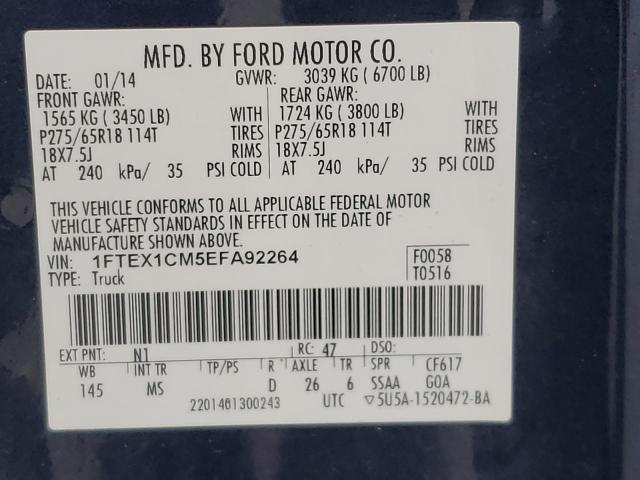 MFD. BY FORD MOTOR CO.
DATE: 01/14 GVWR: 3039 KG ( 6700 LB)
FRONT GAWR: REAR GAWR:
1565 KG ( 3450 LB) WITH 1724 KG ( 3800 LB) WITH
P275/65R18 114T TIRES P275/65R18 114T TIRES
18X7.5J RIMS 18X7.5J RIMS
AT 240 kPa/ 35 PSI COLD AT 240 kPa/ 35 PSI COLD
THIS VEHICLE CONFORMS TO ALL APPLICABLE FEDERAL MOTOR
VEHICLE SAFETY STANDARDS IN EFFECT ON THE DATE OF
MANUFACTURE SHOWN ABOVE.
VIN: 1FTEX1CM5EFA92264 F0058
TYPE: Truck T0516
EXT PNT: N1 RC: 47 DSO:
WB INT TR TP/PS R AXLE TR SPR CF617
145 MS D 26 6 SSAA GOA
2201461300243 UTC ▽5U5A-1520472-BA